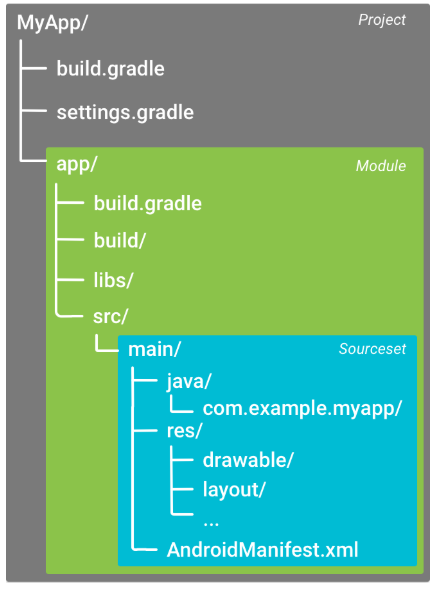 MyApp/ Project
build.gradle
settings.gradle
app/ Module
build.gradle
build/
libs/
src/
main/ Sourceset
java/
com.example.myapp/
res/
drawable/
layout/
...
AndroidManifest.xml